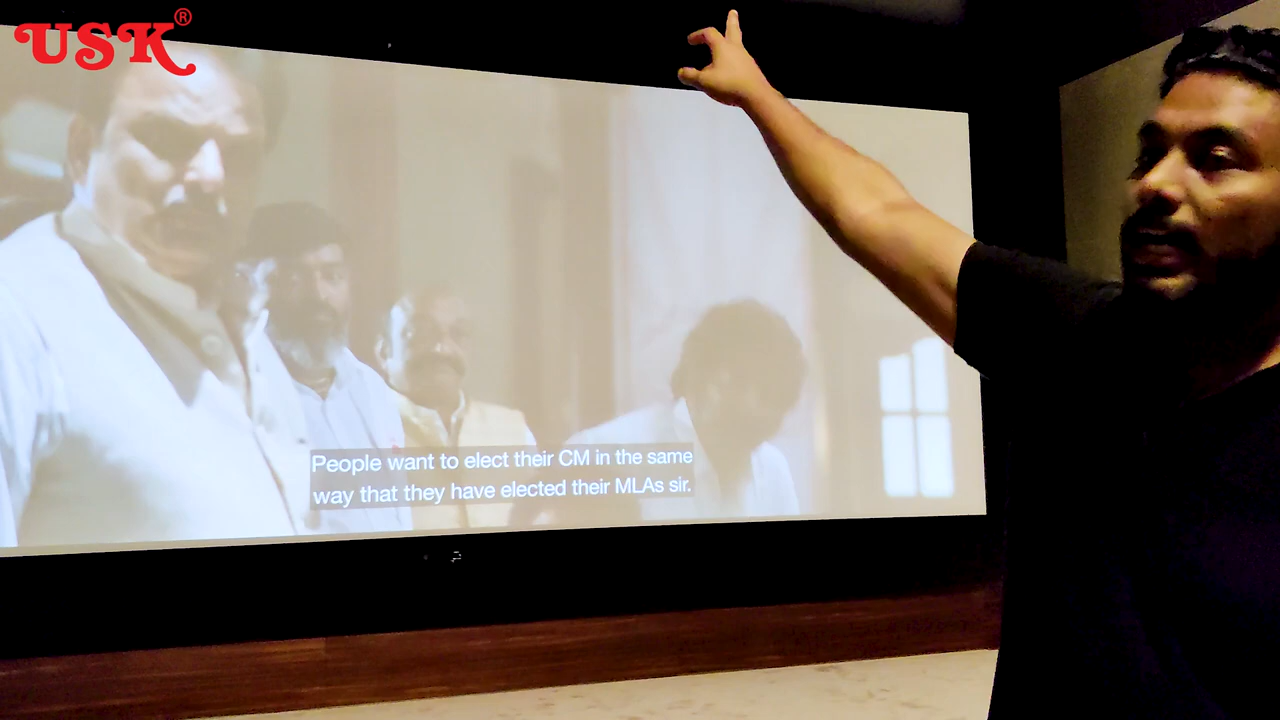 USK®
People want to elect their CM in the same
way that they have elected their MLAs sir.